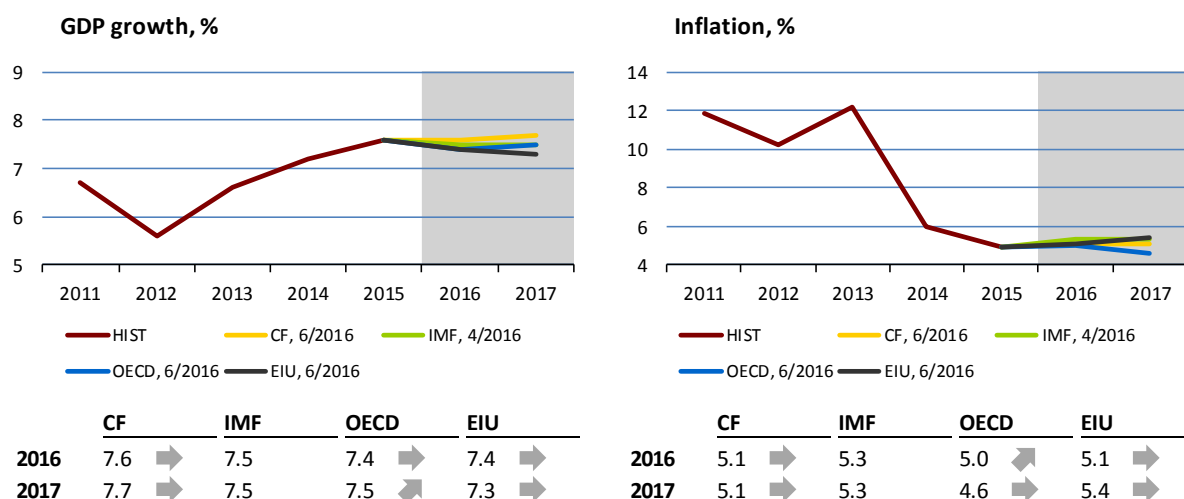 GDP growth, %
9
8
7
6
5
2011 2012 2013 2014 2015 2016 2017
HIST CF, 6/2016 IMF, 4/2016
OECD, 6/2016 EIU, 6/2016
CF IMF OECD EIU
2016 7.6 7.5 7.4 7.4
2017 7.7 7.5 7.5 7.3
Inflation, %
14
12
10
8
6
4
2011 2012 2013 2014 2015 2016 2017
HIST CF, 6/2016 IMF, 4/2016
OECD, 6/2016 EIU, 6/2016
CF IMF OECD EIU
2016 5.1 5.3 5.0 5.1
2017 5.1 5.3 4.6 5.4